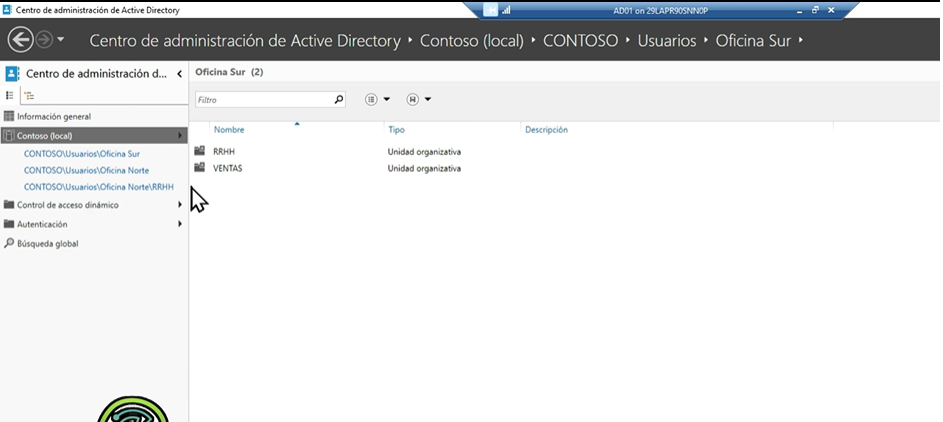 Centro de administración de Active Directory
AD01 on 29LAPR90SNN0P
Centro de administración de Active Directory · Contoso (local) · CONTOSO · Usuarios · Oficina Sur
Centro de administración d...
Información general
Contoso (local)
CONTOSO\Usuarios\Oficina Sur
CONTOSO\Usuarios\Oficina Norte
CONTOSO\Usuarios\Oficina Norte\RRHH
Control de acceso dinámico
Autenticación
Búsqueda global
Oficina Sur (2)
Filtro
Nombre Tipo Descripción
RRHH Unidad organizativa
VENTAS Unidad organizativa